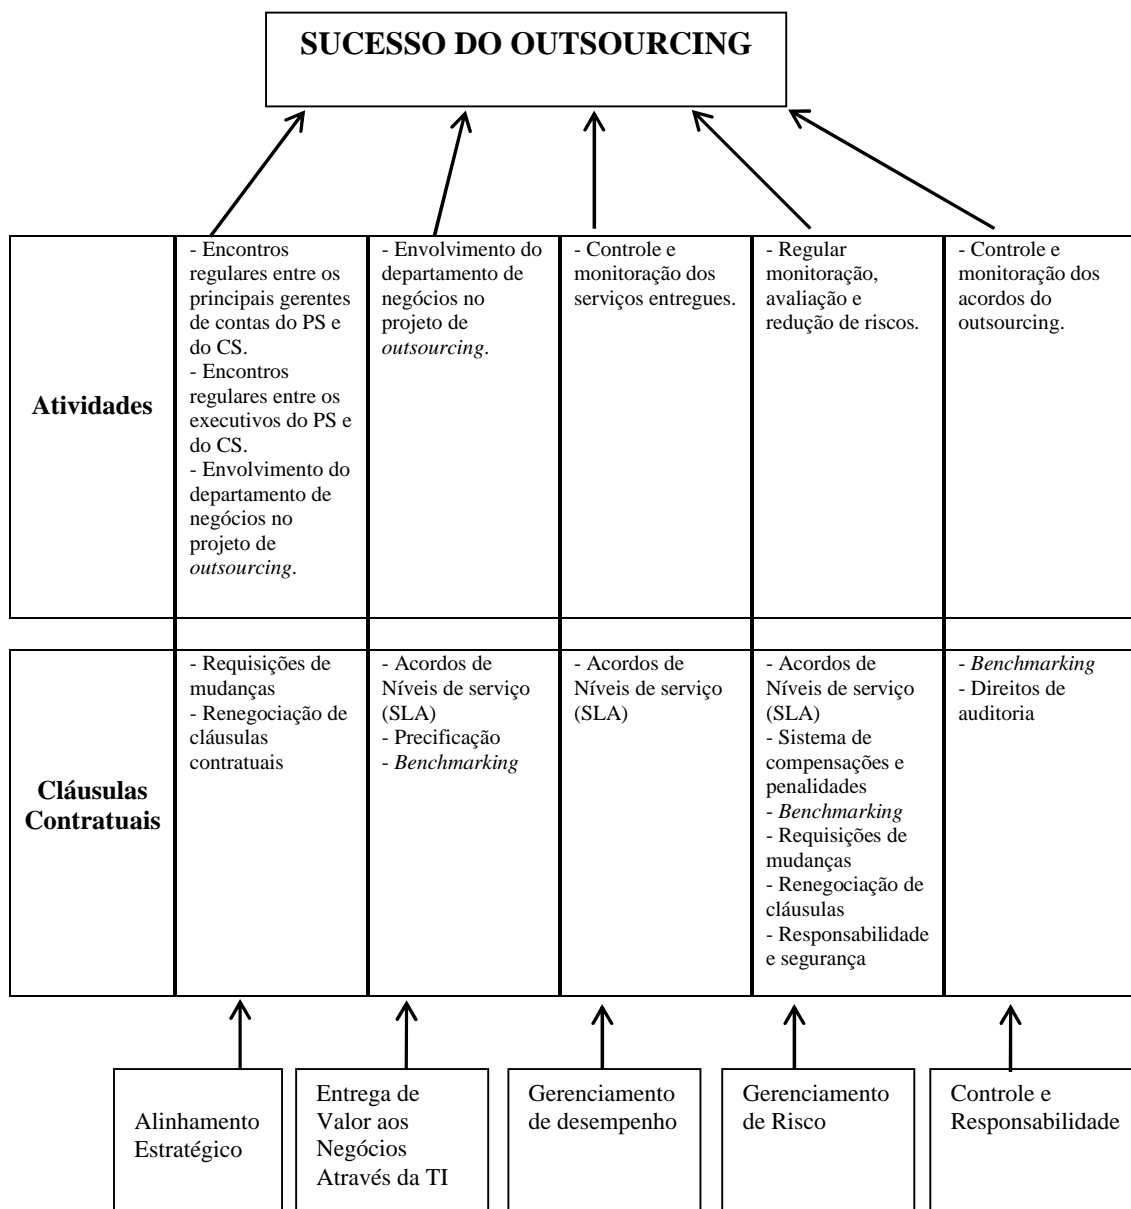 SUCESSO DO OUTSOURCING
Atividades
- Encontros
regulares entre os
principais gerentes
de contas do PS e
do CS.
- Encontros
regulares entre os
executivos do PS e
do CS.
- Envolvimento do
departamento de
negócios no
projeto de
outsourcing.
- Envolvimento do
departamento de
negócios no
projeto de
outsourcing.
- Controle e
monitoração dos
serviços entregues.
- Regular
monitoração,
avaliação e
redução de riscos.
- Controle e
monitoração dos
acordos do
outsourcing.
Cláusulas
Contratuais
- Requisições de
mudanças
- Renegociação de
cláusulas
contratuais
- Acordos de
Níveis de serviço
(SLA)
- Precificação
- Benchmarking
- Acordos de
Níveis de serviço
(SLA)
- Acordos de
Níveis de serviço
(SLA)
- Sistema de
compensações e
penalidades
- Benchmarking
- Requisições de
mudanças
- Renegociação de
cláusulas
- Responsabilidade
e segurança
- Benchmarking
- Direitos de
auditoria
Alinhamento
Estratégico
Entrega de
Valor aos
Negócios
Através da TI
Gerenciamento
de desempenho
Gerenciamento
de Risco
Controle e
Responsabilidade